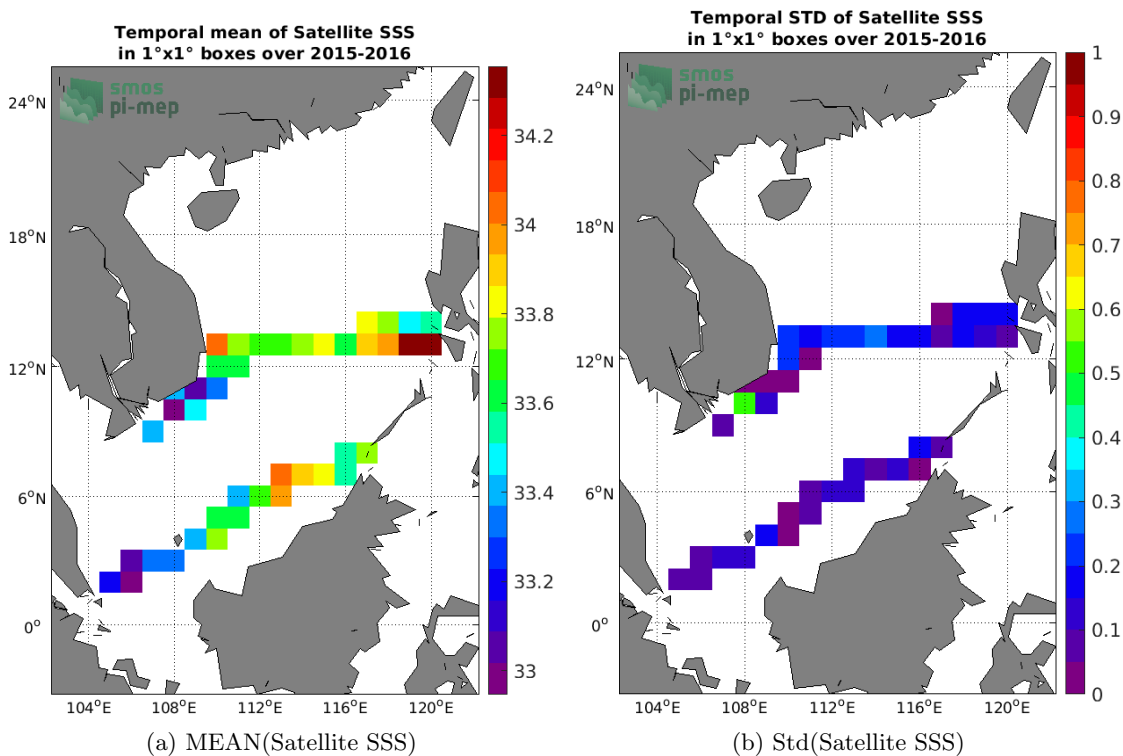 Temporal mean of Satellite SSS
in 1°x1° boxes over 2015-2016
smos
pi-mep
24°N
18°N
12°N
6°N
0°
104°E
108°E
112°E
116°E
120°E
34.2
34
33.8
33.6
33.4
33.2
33
(a) MEAN(Satellite SSS)
Temporal STD of Satellite SSS
in 1°x1° boxes over 2015-2016
smos
pi-mep
24°N
18°N
12°N
6°N
0°
104°E
108°E
112°E
116°E
120°E
1
0.9
0.8
0.7
0.6
0.5
0.4
0.3
0.2
0.1
0
(b) Std(Satellite SSS)